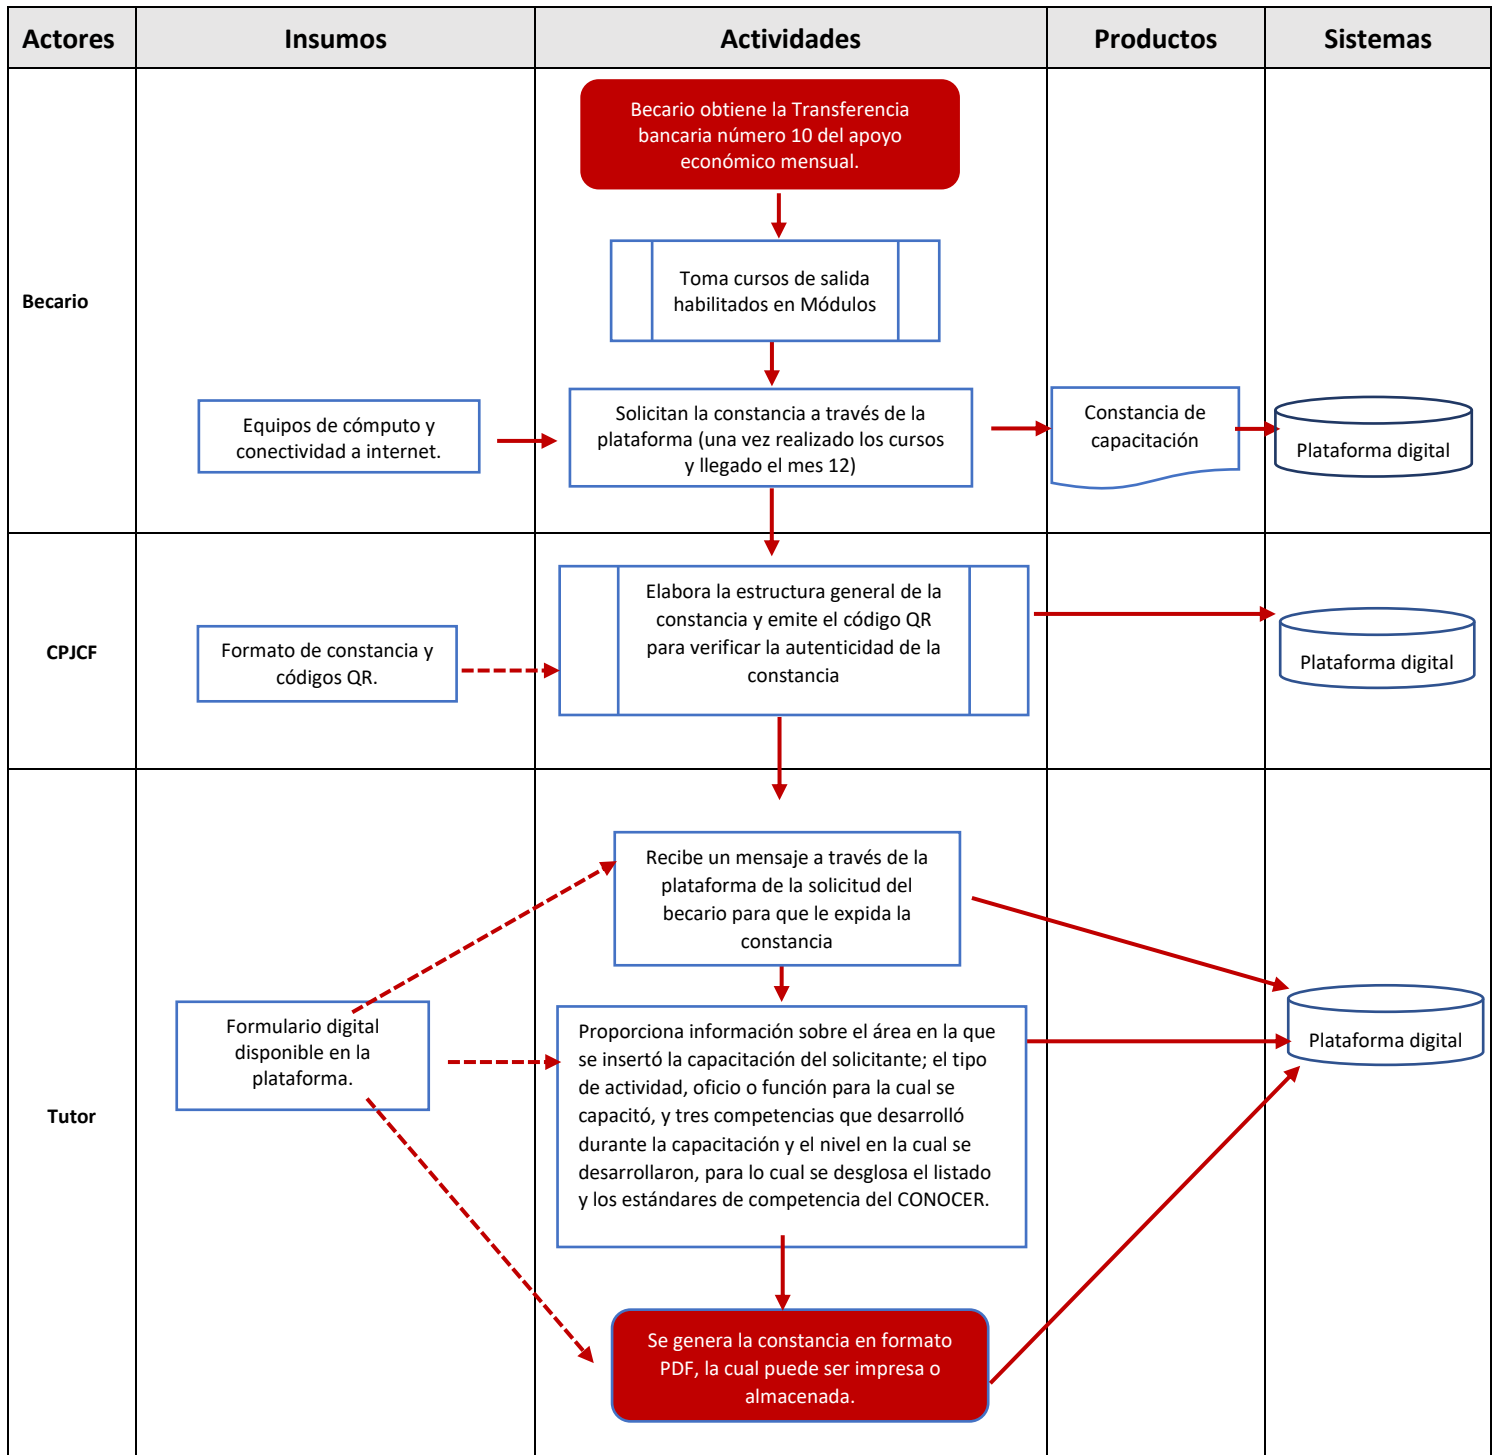 Actores
Insumos
Actividades
Productos
Sistemas
Becario
Becario obtiene la Transferencia
bancaria número 10 del apoyo
económico mensual.
Toma cursos de salida
habilitados en Módulos
Equipos de cómputo y
conectividad a internet.
Solicitan la constancia a través de la
plataforma (una vez realizado los cursos
y llegado el mes 12)
Constancia de
capacitación
Plataforma digital
CPJCF
Formato de constancia y
códigos QR.
Elabora la estructura general de la
constancia y emite el código QR
para verificar la autenticidad de la
constancia
Plataforma digital
Tutor
Recibe un mensaje a través de la
plataforma de la solicitud del
becario para que le expida la
constancia
Formulario digital
disponible en la
plataforma.
Proporciona información sobre el área en la que
se insertó la capacitación del solicitante; el tipo
de actividad, oficio o función para la cual se
capacitó, y tres competencias que desarrolló
durante la capacitación y el nivel en la cual se
desarrollaron, para lo cual se desglosa el listado
y los estándares de competencia del CONOCER.
Plataforma digital
Se genera la constancia en formato
PDF, la cual puede ser impresa o
almacenada.